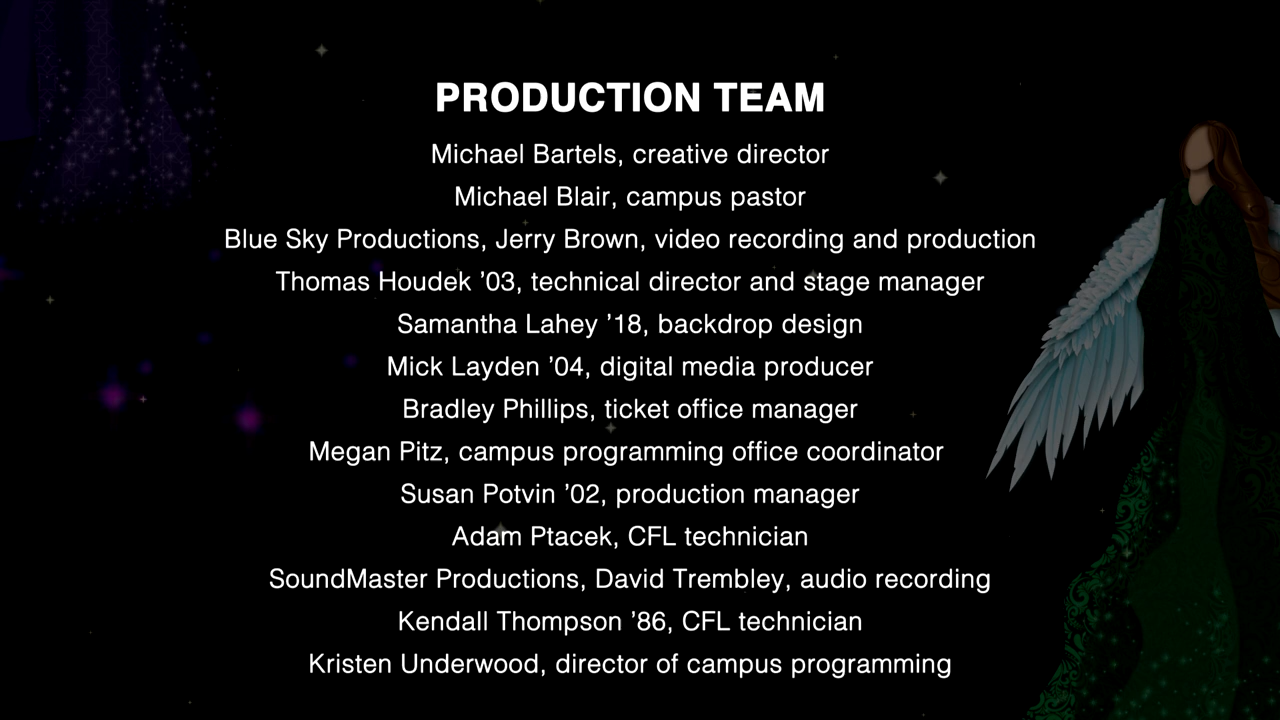 PRODUCTION TEAM
Michael Bartels, creative director
Michael Blair, campus pastor
Blue Sky Productions, Jerry Brown, video recording and production
Thomas Houdek ’03, technical director and stage manager
Samantha Lahey ’18, backdrop design
Mick Layden ’04, digital media producer
Bradley Phillips, ticket office manager
Megan Pitz, campus programming office coordinator
Susan Potvin ’02, production manager
Adam Ptacek, CFL technician
SoundMaster Productions, David Trembley, audio recording
Kendall Thompson ’86, CFL technician
Kristen Underwood, director of campus programming